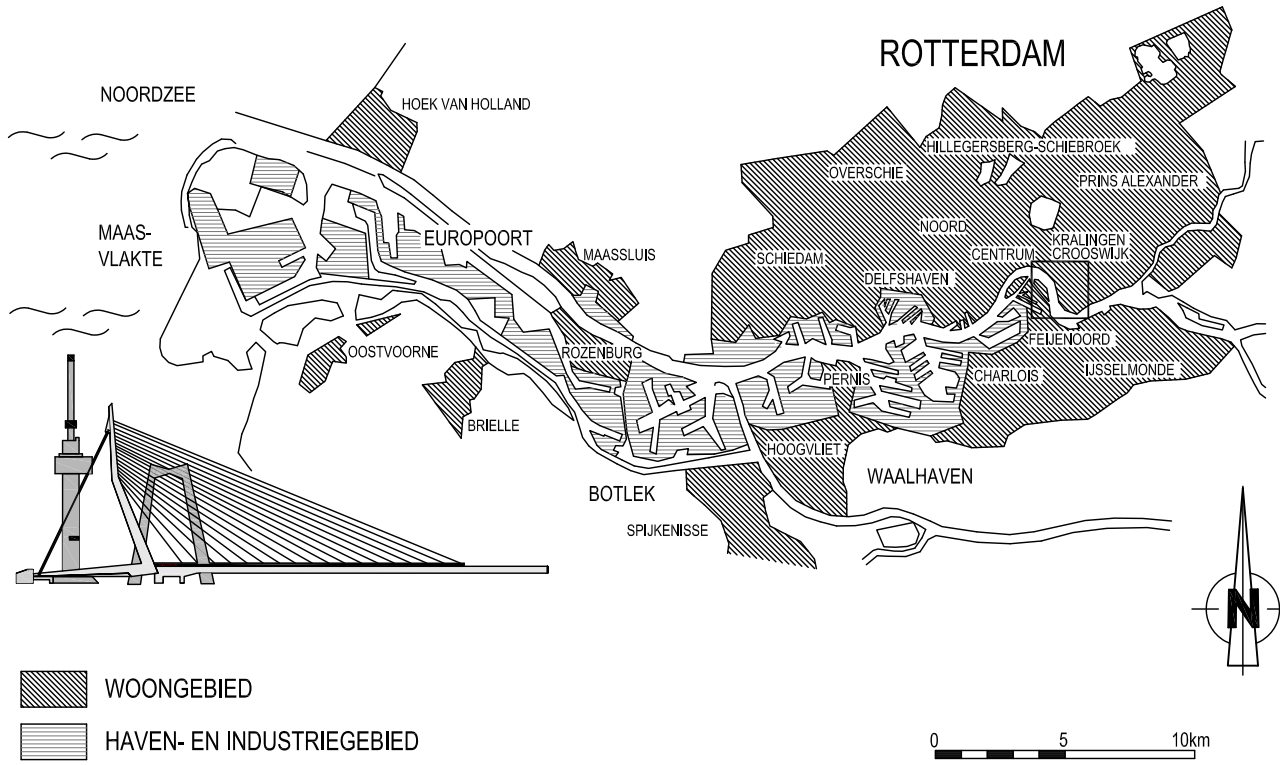 ROTTERDAM
NOORDZEE
HOEK VAN HOLLAND
HILLEGERSBERG-SCHIEBROEK
OVERSCHIE
PRINS ALEXANDER
MAAS-
VLAKTE
EUROPOORT
NOORD
MAASSLUIS
SCHIEDAM
CENTRUM
KRALINGEN
CROOSWIJK
DELFSHAVEN
OOSTVOORNE
ROZENBURG
FEIJENOORD
PERNIS
CHARLOIS
IJSSELMONDE
BRIELLE
HOOGVLIET
WAALHAVEN
BOTLEK
SPIJKENISSE
N
WOONGEBIED
HAVEN- EN INDUSTRIEGEBIED
0 5 10km